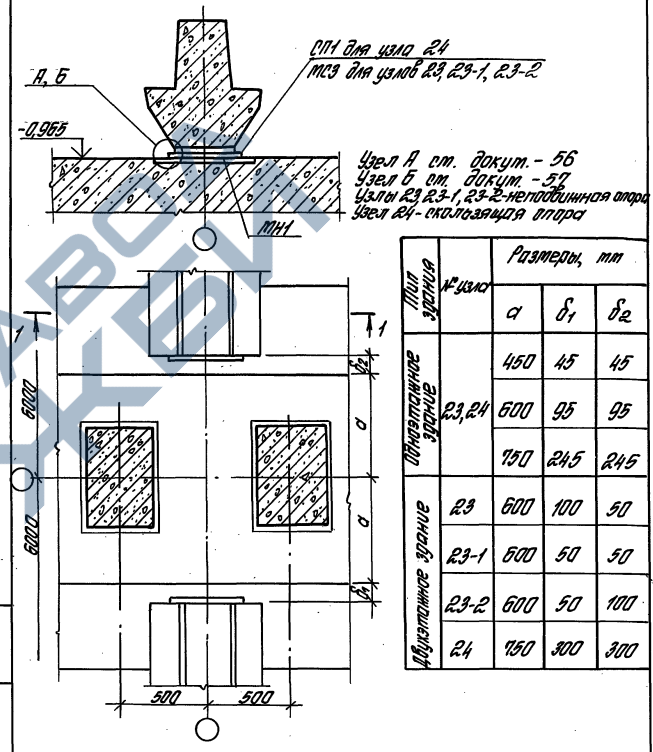 СП1 для узла 24
МС3 для узлов 23, 23-1, 23-2
А, Б
-0,965
Узел А см. докум. - 56
Узел Б см. докум. - 57
Узлы 23, 23-1, 23-2 - неподвижная опора
Узел 24 - скользящая опора
МН1
Тип здания
№ узла
Размеры, мм
а
δ1
δ2
Одноэтажное здание
23,24
450 45 45
600 95 95
750 245 245
Двухэтажное здание
23 600 100 50
23-1 600 50 50
23-2 600 50 100
24 750 300 300
1
1
6000
6000
δ2
а
а
δ1
500
500
ЗАВОД
ЖБИ